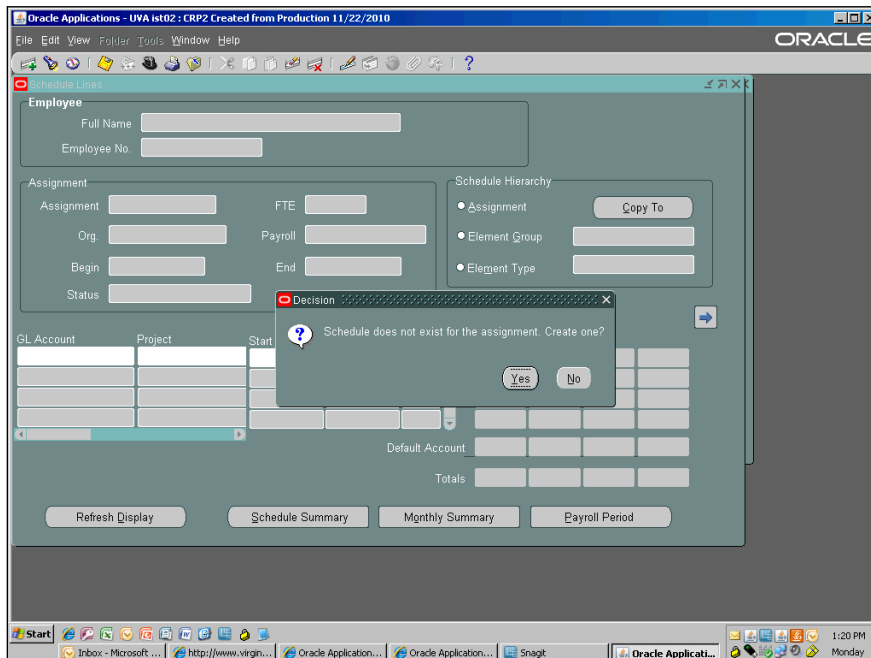 Oracle Applications - UVA ist02 : CRP2 Created from Production 11/22/2010
File Edit View Folder Tools Window Help
ORACLE
Schedule Lines
Employee
Full Name
Employee No.
Assignment
Schedule Hierarchy
Assignment FTE
Assignment
Copy To
Org. Payroll
Element Group
Begin End
Element Type
Status
Decision
Schedule does not exist for the assignment. Create one?
GL Account Project Start
Yes No
Default Account
Totals
Refresh Display Schedule Summary Monthly Summary Payroll Period
Start
1:20 PM
Inbox - Microsoft ... http://www.virgin... Oracle Application... Oracle Application... Snagit Oracle Applicati... Monday